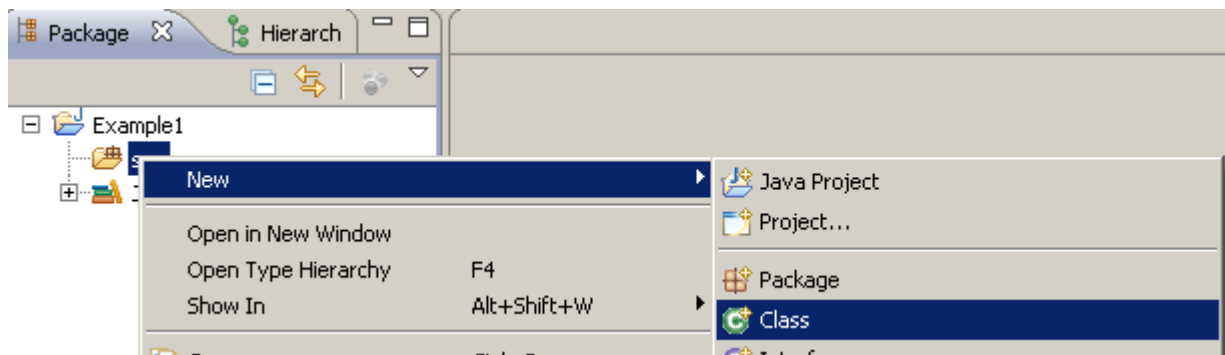 Package Hierarch
Example1
s
New
Java Project
Project...
Open in New Window
Open Type Hierarchy F4
Package
Show In Alt+Shift+W
Class